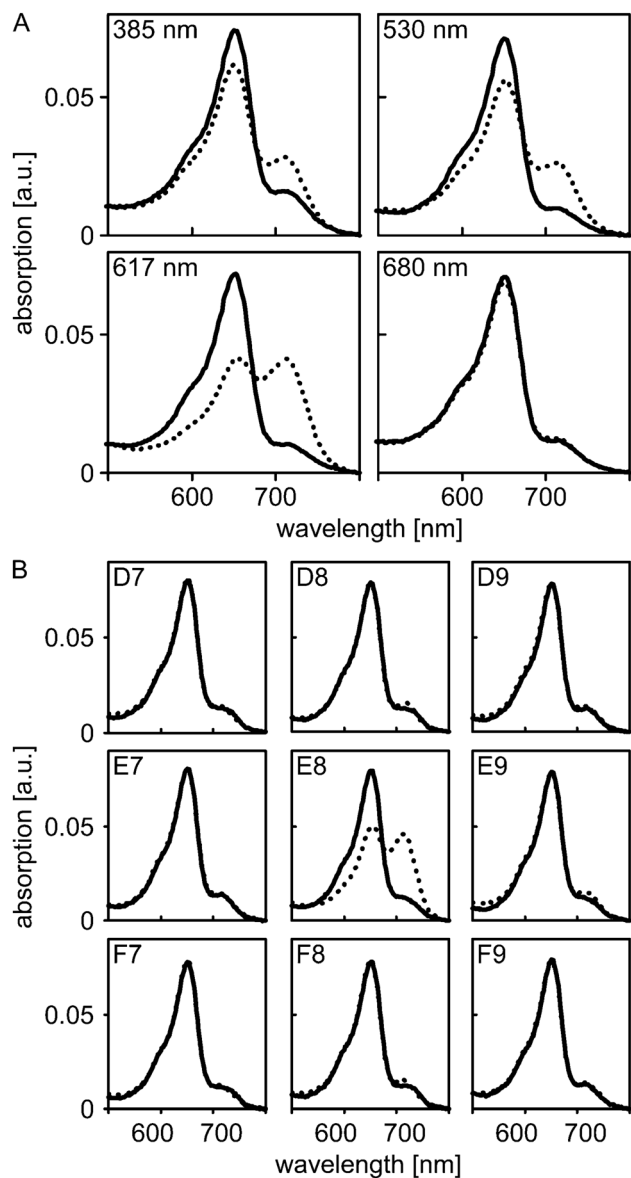 A
385 nm
530 nm
0.05
0
617 nm
680 nm
0.05
0
absorption [a.u.]
600
700
600
700
wavelength [nm]
B
D7
D8
D9
0.05
0
E7
E8
E9
0.05
0
absorption [a.u.]
F7
F8
F9
0.05
0
600
700
600
700
600
700
wavelength [nm]